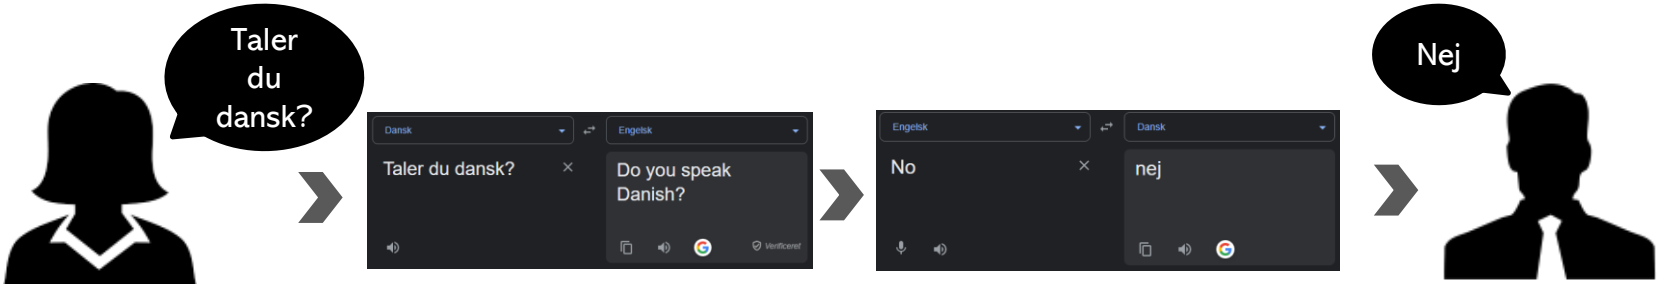 Taler
du
dansk?
Dansk
Engelsk
Taler du dansk?
Do you speak
Danish?
Verificeret
Engelsk
Dansk
No
nej
Nej